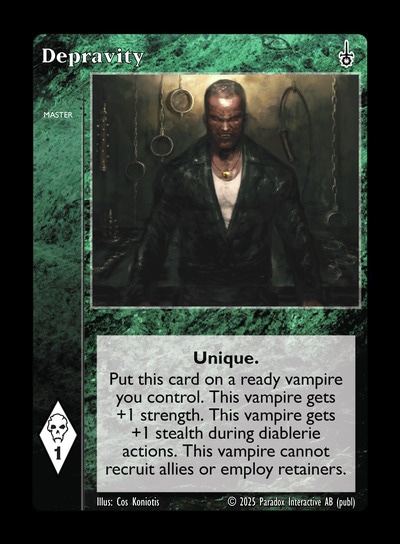 Depravity
MASTER
Unique.
Put this card on a ready vampire
you control. This vampire gets
+1 strength. This vampire gets
+1 stealth during diablerie
actions. This vampire cannot
recruit allies or employ retainers.
1
Illus: Cos Koniotis © 2025 Paradox Interactive AB (publ)